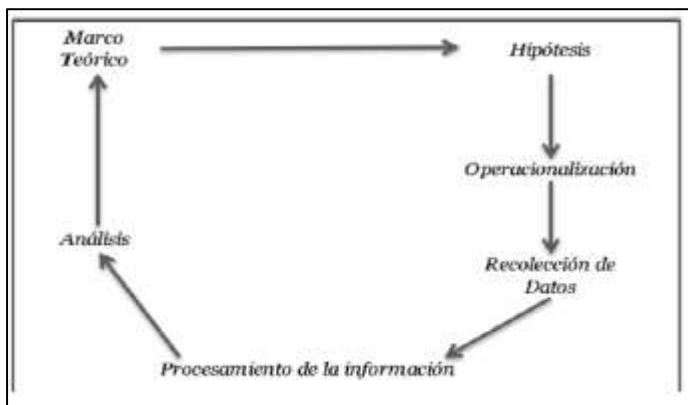 Marco
Teórico
Hipótesis
Operacionalización
Recolección de
Datos
Procesamiento de la información
Análisis